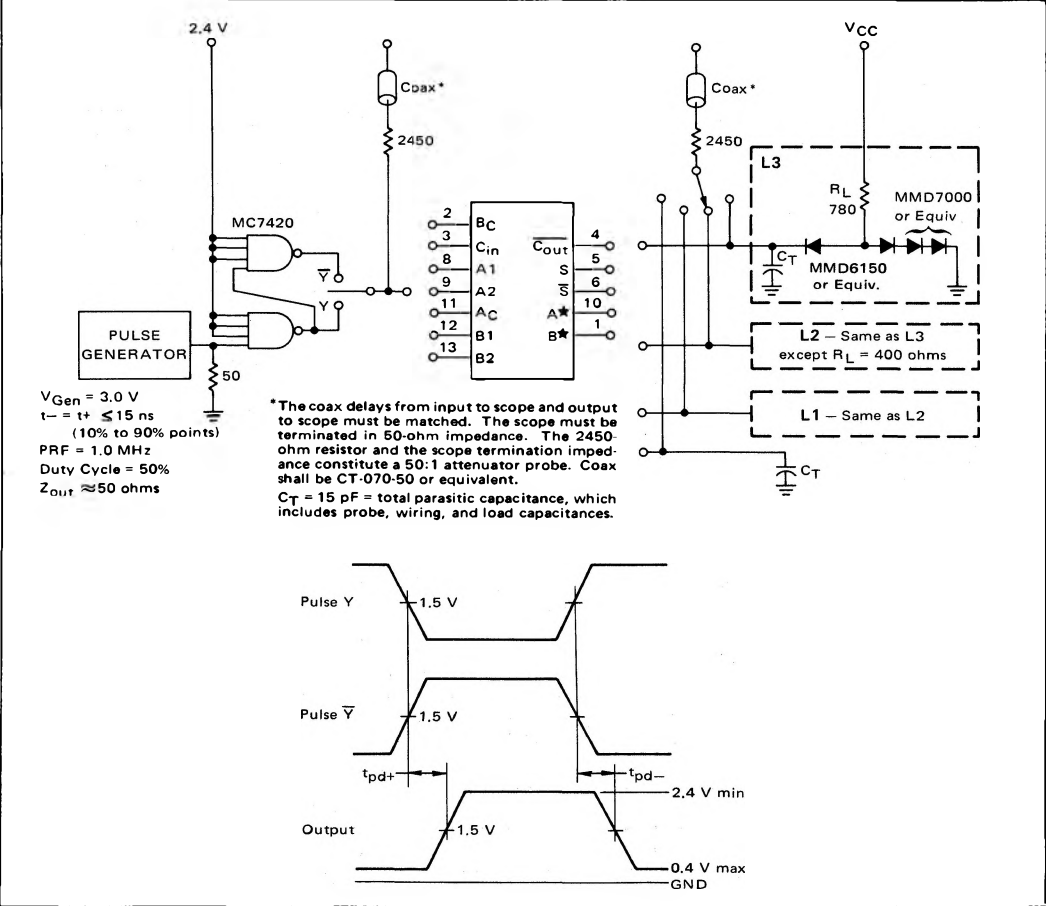 2.4 V
VCC
Coax*
Coax*
2450
2450
L3
RL
780
MMD7000
or Equiv
MC7420
2
BC
3
Cin
8
A1
9
A2
11
AC
12
B1
13
B2
4
Cout
5
S
6
S̅
10
A★
1
B★
CT
MMD6150
or Equiv.
Y̅
Y
PULSE
GENERATOR
50
L2 — Same as L3
except RL = 400 ohms
L1 — Same as L2
CT
VGen = 3.0 V
t— = t+ ≤15 ns
(10% to 90% points)
PRF = 1.0 MHz
Duty Cycle = 50%
Zout ≈50 ohms
*The coax delays from input to scope and output
to scope must be matched. The scope must be
terminated in 50-ohm impedance. The 2450-
ohm resistor and the scope termination imped-
ance constitute a 50:1 attenuator probe. Coax
shall be CT-070-50 or equivalent.
CT = 15 pF = total parasitic capacitance, which
includes probe, wiring, and load capacitances.
Pulse Y
1.5 V
Pulse Y̅
1.5 V
tpd+
tpd—
2.4 V min
Output
1.5 V
0.4 V max
GND